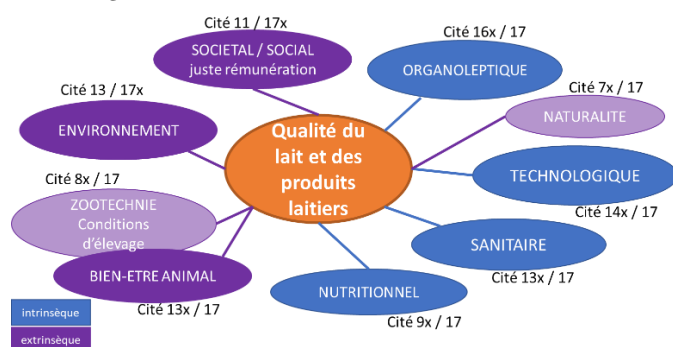 Cité 11 / 17x
SOCIETAL / SOCIAL
juste rémunération
Cité 16x / 17
ORGANOLEPTIQUE
Cité 13 / 17x
ENVIRONNEMENT
Cité 7x / 17
NATURALITE
Qualité du
lait et des
produits
laitiers
TECHNOLOGIQUE
Cité 14x / 17
Cité 8x / 17
ZOOTECHNIE
Conditions
d'élevage
BIEN-ETRE ANIMAL
Cité 13x / 17
SANITAIRE
Cité 13x / 17
NUTRITIONNEL
Cité 9x / 17
intrinsèque
extrinsèque